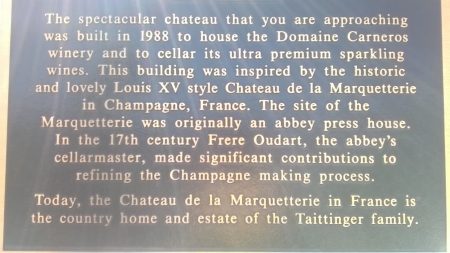 The spectacular chateau that you are approaching
was built in 1988 to house the Domaine Carneros
winery and to cellar its ultra premium sparkling
wines. This building was inspired by the historic
and lovely Louis XV style Chateau de la Marquetterie
in Champagne, France. The site of the
Marquetterie was originally an abbey press house.
In the 17th century Frere Oudart, the abbey's
cellarmaster, made significant contributions to
refining the Champagne making process.
Today, the Chateau de la Marquetterie in France is
the country home and estate of the Taittinger family.